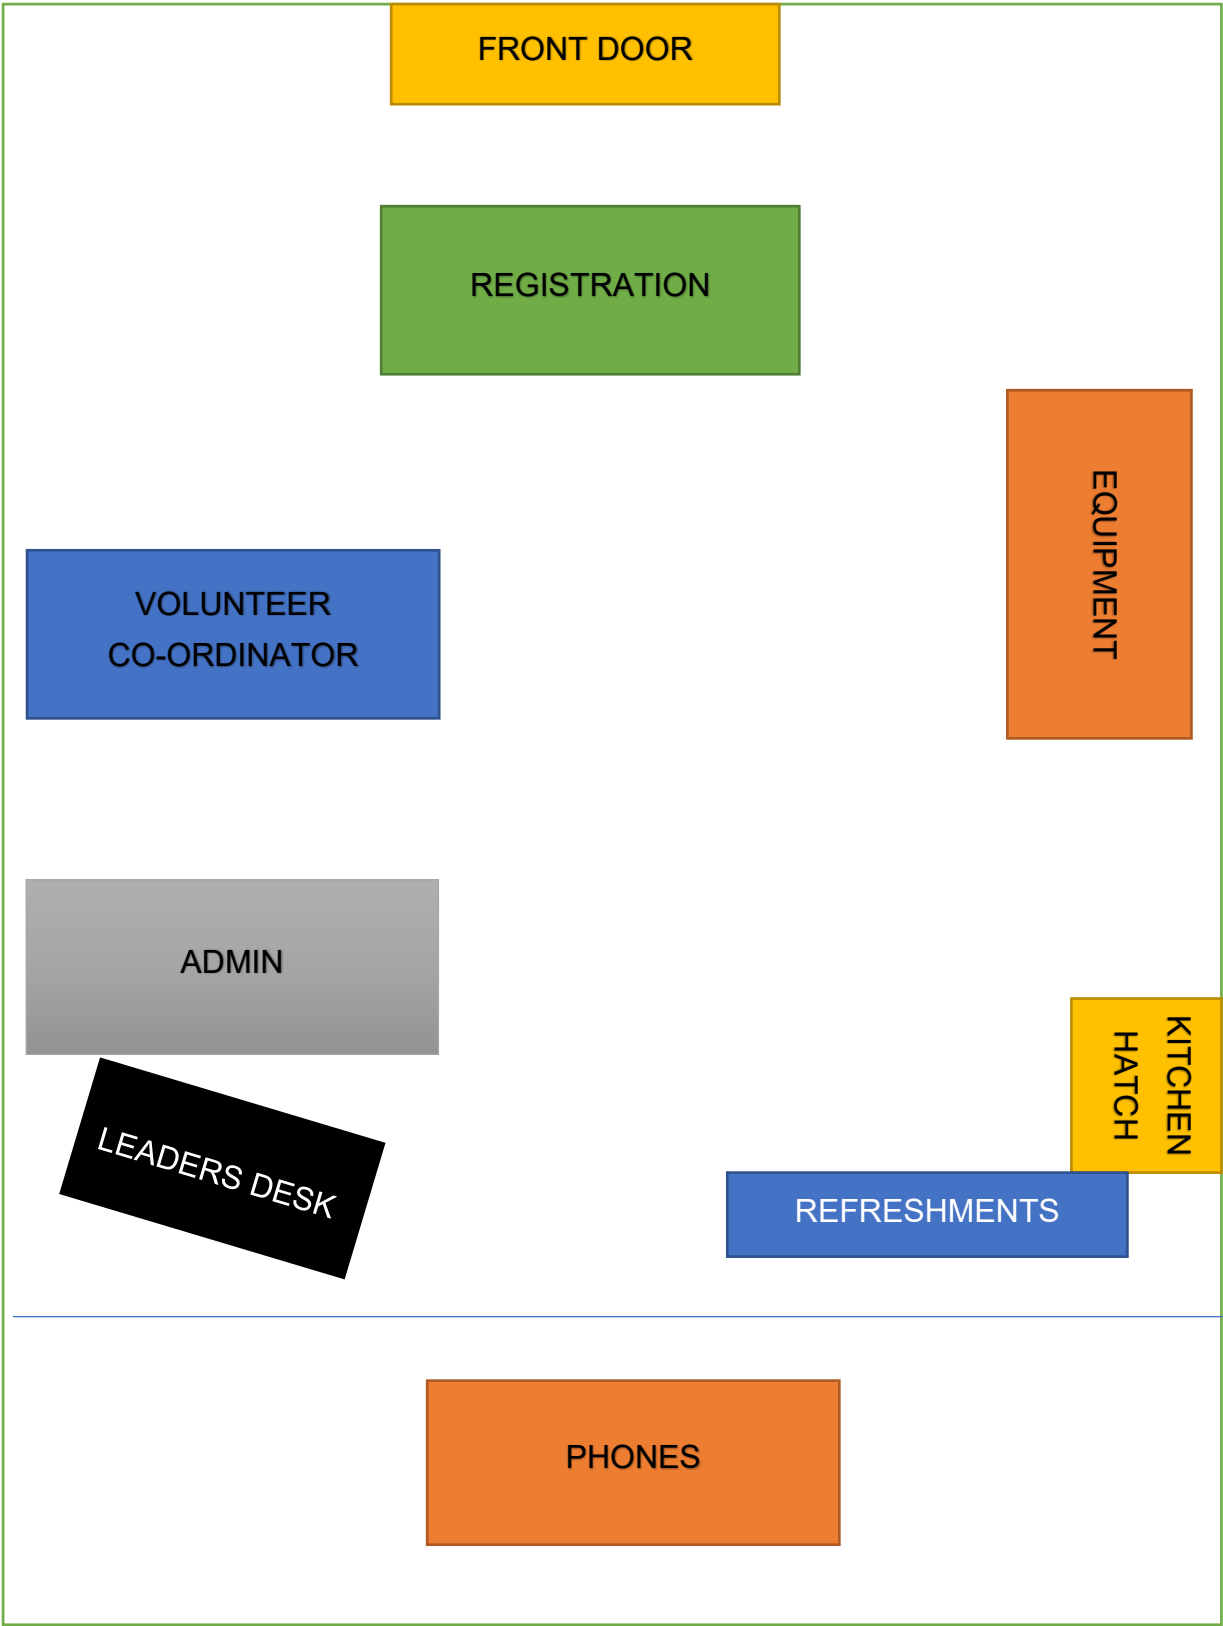 FRONT DOOR
REGISTRATION
EQUIPMENT
VOLUNTEER
CO-ORDINATOR
ADMIN
KITCHEN
HATCH
LEADERS DESK
REFRESHMENTS
PHONES